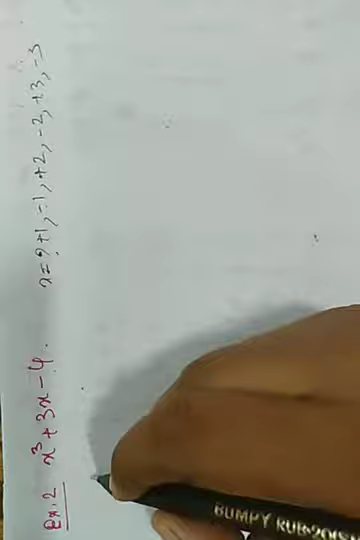 Ex.2 x³ + 3x - 4. x = ? +1, -1, +2, -2, +3, -3
BUMPY RUB